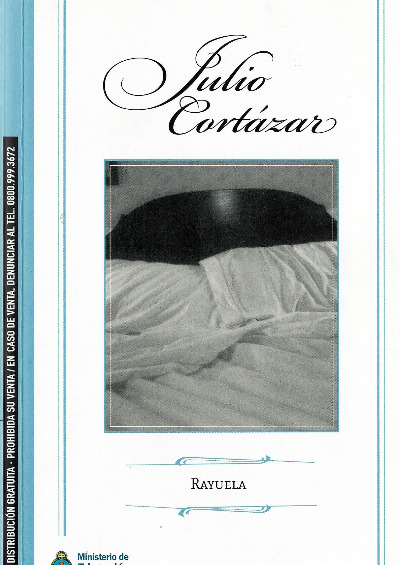 Julio
Cortázar
RAYUELA
DISTRIBUCIÓN GRATUITA - PROHIBIDA SU VENTA / EN CASO DE VENTA, DENUNCIAR AL TEL. 0800.999.3672
Ministerio de